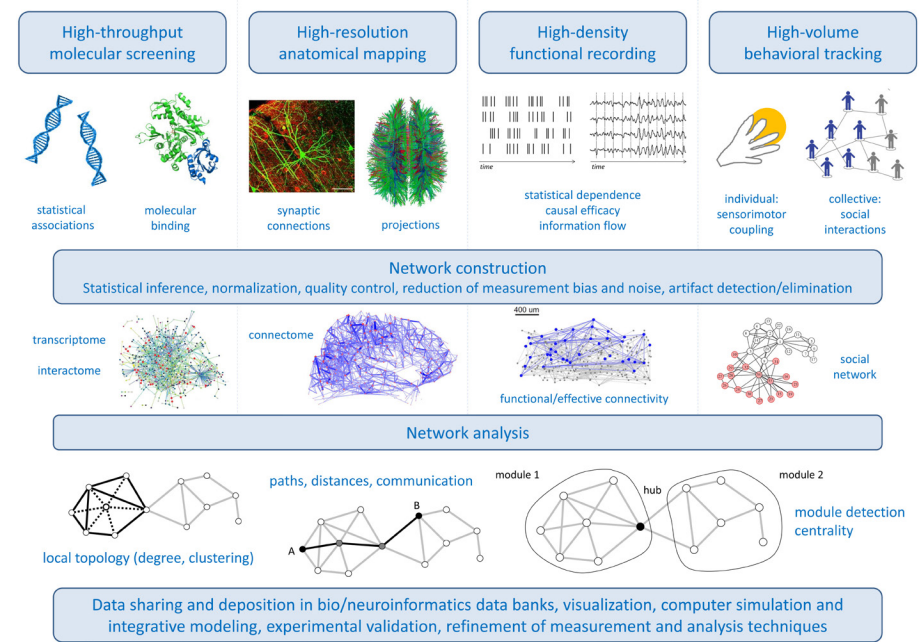 High-throughput
molecular screening
High-resolution
anatomical mapping
High-density
functional recording
High-volume
behavioral tracking
statistical
associations
molecular
binding
synaptic
connections
projections
time
time
statistical dependence
causal efficacy
information flow
individual:
sensorimotor
coupling
collective:
social
interactions
Network construction
Statistical inference, normalization, quality control, reduction of measurement bias and noise, artifact detection/elimination
transcriptome
interactome
connectome
400 um
functional/effective connectivity
social
network
Network analysis
local topology (degree, clustering)
paths, distances, communication
A
B
module 1
hub
module 2
module detection
centrality
Data sharing and deposition in bio/neuroinformatics data banks, visualization, computer simulation and
integrative modeling, experimental validation, refinement of measurement and analysis techniques